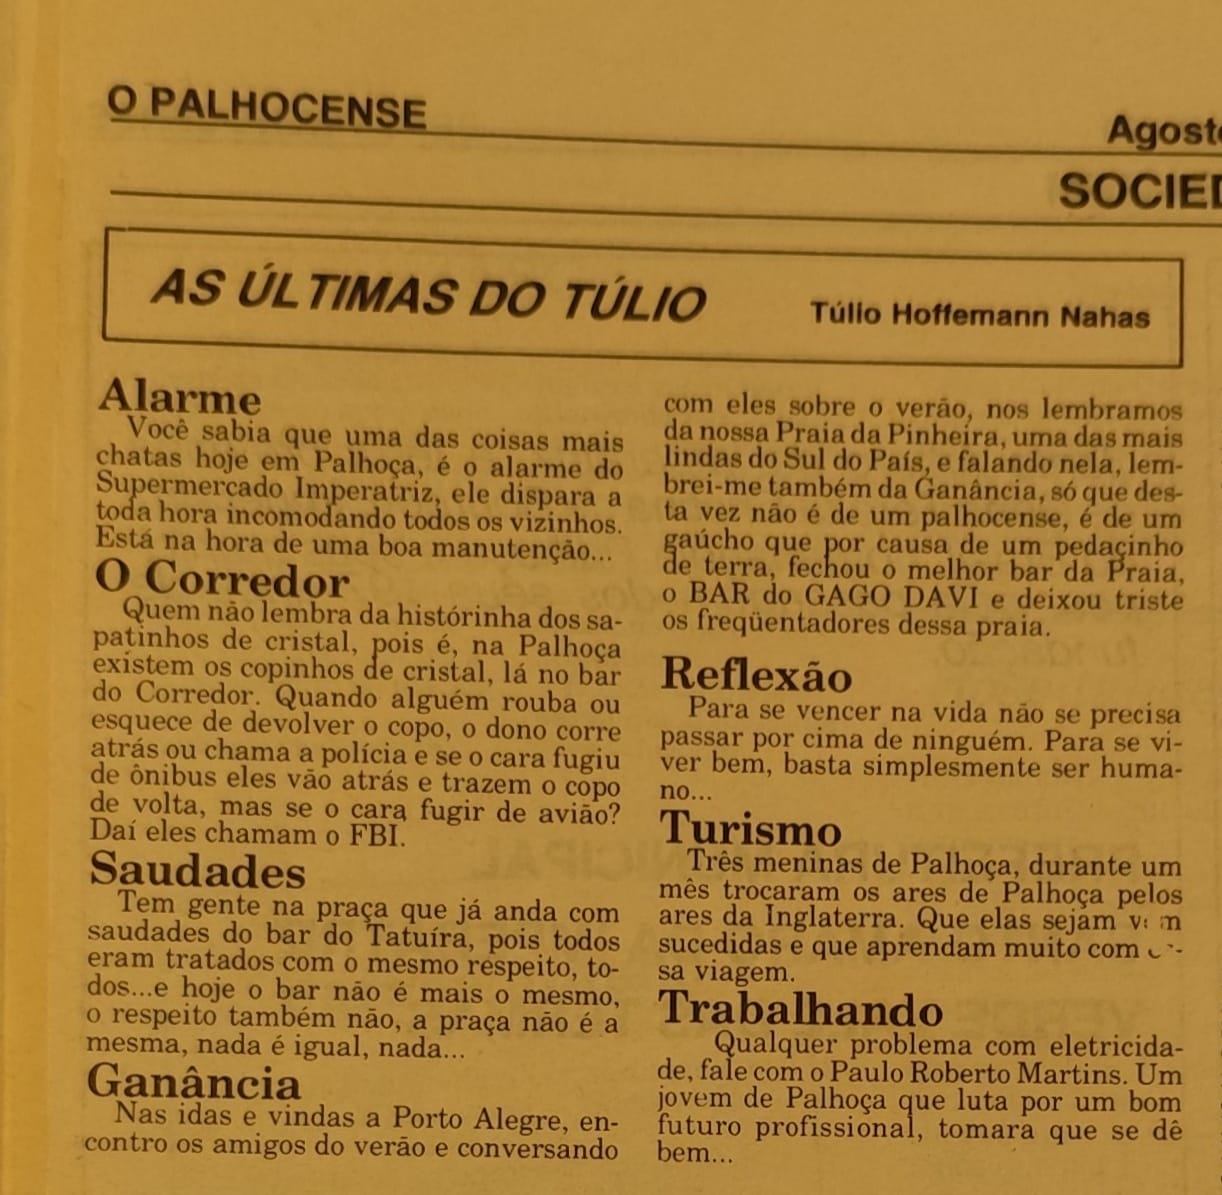 O PALHOCENSE
Agosto
SOCIED
AS ÚLTIMAS DO TÚLIO
Túlio Hoffemann Nahas
Alarme
Você sabia que uma das coisas mais
chatas hoje em Palhoça, é o alarme do
Supermercado Imperatriz, ele dispara a
toda hora incomodando todos os vizinhos.
Está na hora de uma boa manutenção...
O Corredor
Quem não lembra da histórinha dos sa-
patinhos de cristal, pois é, na Palhoça
existem os copinhos de cristal, lá no bar
do Corredor. Quando alguém rouba ou
esquece de devolver o copo, o dono corre
atrás ou chama a polícia e se o cara fugiu
de ônibus eles vão atrás e trazem o copo
de volta, mas se o cara fugir de avião?
Daí eles chamam o FBI.
Saudades
Tem gente na praça que já anda com
saudades do bar do Tatuíra, pois todos
eram tratados com o mesmo respeito, to-
dos...e hoje o bar não é mais o mesmo,
o respeito também não, a praça não é a
mesma, nada é igual, nada...
Ganância
Nas idas e vindas a Porto Alegre, en-
contro os amigos do verão e conversando
com eles sobre o verão, nos lembramos
da nossa Praia da Pinheira, uma das mais
lindas do Sul do País, e falando nela, lem-
brei-me também da Ganância, só que des-
ta vez não é de um palhocense, é de um
gaúcho que por causa de um pedacinho
de terra, fechou o melhor bar da Praia,
o BAR do GAGO DAVI e deixou triste
os freqüentadores dessa praia.
Reflexão
Para se vencer na vida não se precisa
passar por cima de ninguém. Para se vi-
ver bem, basta simplesmente ser huma-
no...
Turismo
Três meninas de Palhoça, durante um
mês trocaram os ares de Palhoça pelos
ares da Inglaterra. Que elas sejam
sucedidas e que aprendam muito com
sa viagem.
Trabalhando
Qualquer problema com eletricida-
de, fale com o Paulo Roberto Martins. Um
jovem de Palhoça que luta por um bom
futuro profissional, tomara que se dê
bem...